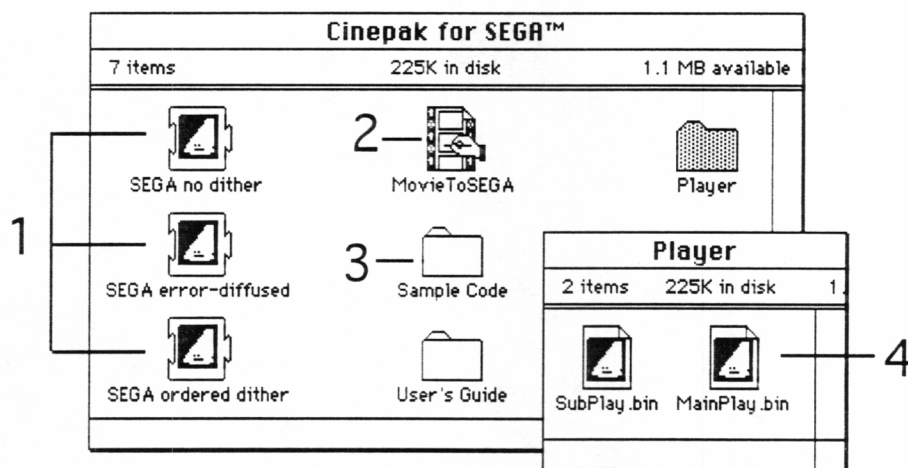 Cinepak for SEGA™
7 items 225K in disk 1.1 MB available
1
SEGA no dither
SEGA error-diffused
SEGA ordered dither
2
MovieToSEGA
3
Sample Code
User's Guide
Player
Player
2 items 225K in disk 1.
SubPlay.bin MainPlay.bin
4